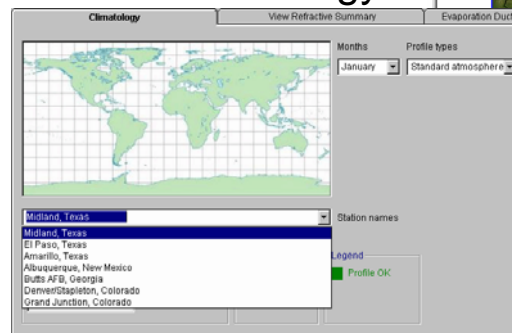 Climatology
View Refractive Summary
Evaporation Duct
Months
Profile types
January
Standard atmosphere
Midland, Texas
Station names
Midland, Texas
El Paso, Texas
Amarillo, Texas
Albuquerque, New Mexico
Butts AFB, Georgia
Denver/Stapleton, Colorado
Grand Junction, Colorado
Legend
Profile OK